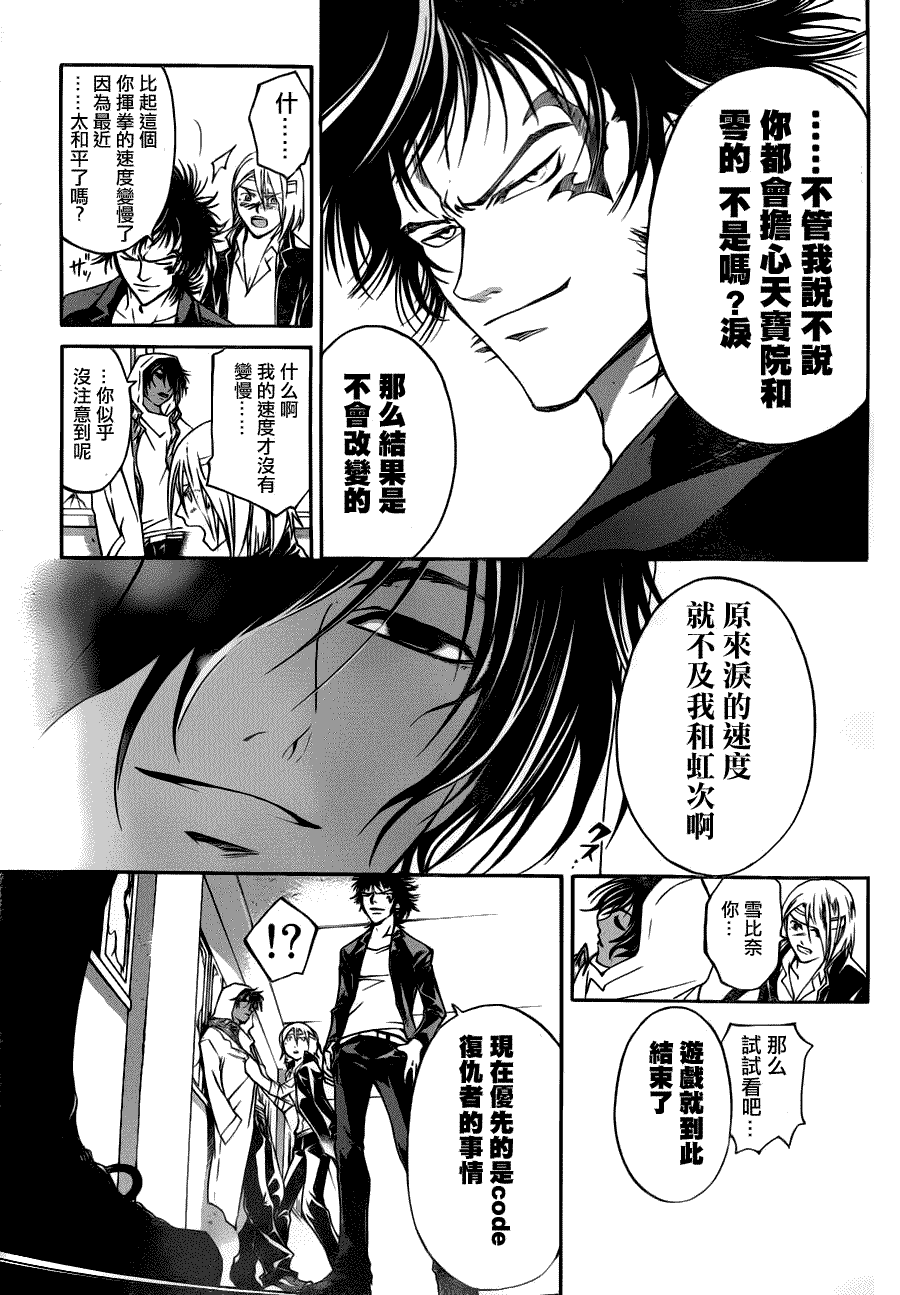 ……不管我說不說
你都會擔心天寶院和
零的 不是嗎？淚
那么結果是
不會改變的
什……
比起這個
你揮拳的速度變慢了
因為最近
……太和平了嗎？
ザッ
什么啊
我的速度才沒有
變慢……
…你似乎
沒注意到呢
原來淚的速度
就不及我和虹次啊
クス…
雪比奈
你…
那么
試試看吧…
遊戲就到此
結束了
!?
現在優先的是code
復仇者的事情